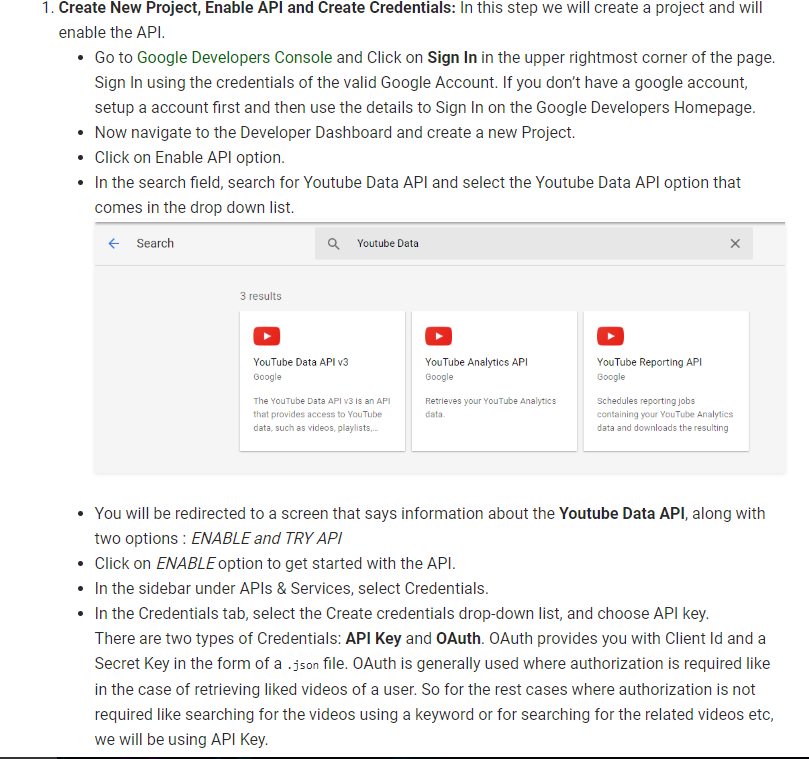 1. Create New Project, Enable API and Create Credentials: In this step we will create a project and will
enable the API.
• Go to Google Developers Console and Click on Sign In in the upper rightmost corner of the page.
Sign In using the credentials of the valid Google Account. If you don’t have a google account,
setup a account first and then use the details to Sign In on the Google Developers Homepage.
• Now navigate to the Developer Dashboard and create a new Project.
• Click on Enable API option.
• In the search field, search for Youtube Data API and select the Youtube Data API option that
comes in the drop down list.
Search
Youtube Data
3 results
YouTube Data API v3
Google
The YouTube Data API v3 is an API
that provides access to YouTube
data, such as videos, playlists,...
YouTube Analytics API
Google
Retrieves your YouTube Analytics
data.
YouTube Reporting API
Google
Schedules reporting jobs
containing your YouTube Analytics
data and downloads the resulting
• You will be redirected to a screen that says information about the Youtube Data API, along with
two options : ENABLE and TRY API
• Click on ENABLE option to get started with the API.
• In the sidebar under APIs & Services, select Credentials.
• In the Credentials tab, select the Create credentials drop-down list, and choose API key.
There are two types of Credentials: API Key and OAuth. OAuth provides you with Client Id and a
Secret Key in the form of a .json file. OAuth is generally used where authorization is required like
in the case of retrieving liked videos of a user. So for the rest cases where authorization is not
required like searching for the videos using a keyword or for searching for the related videos etc,
we will be using API Key.